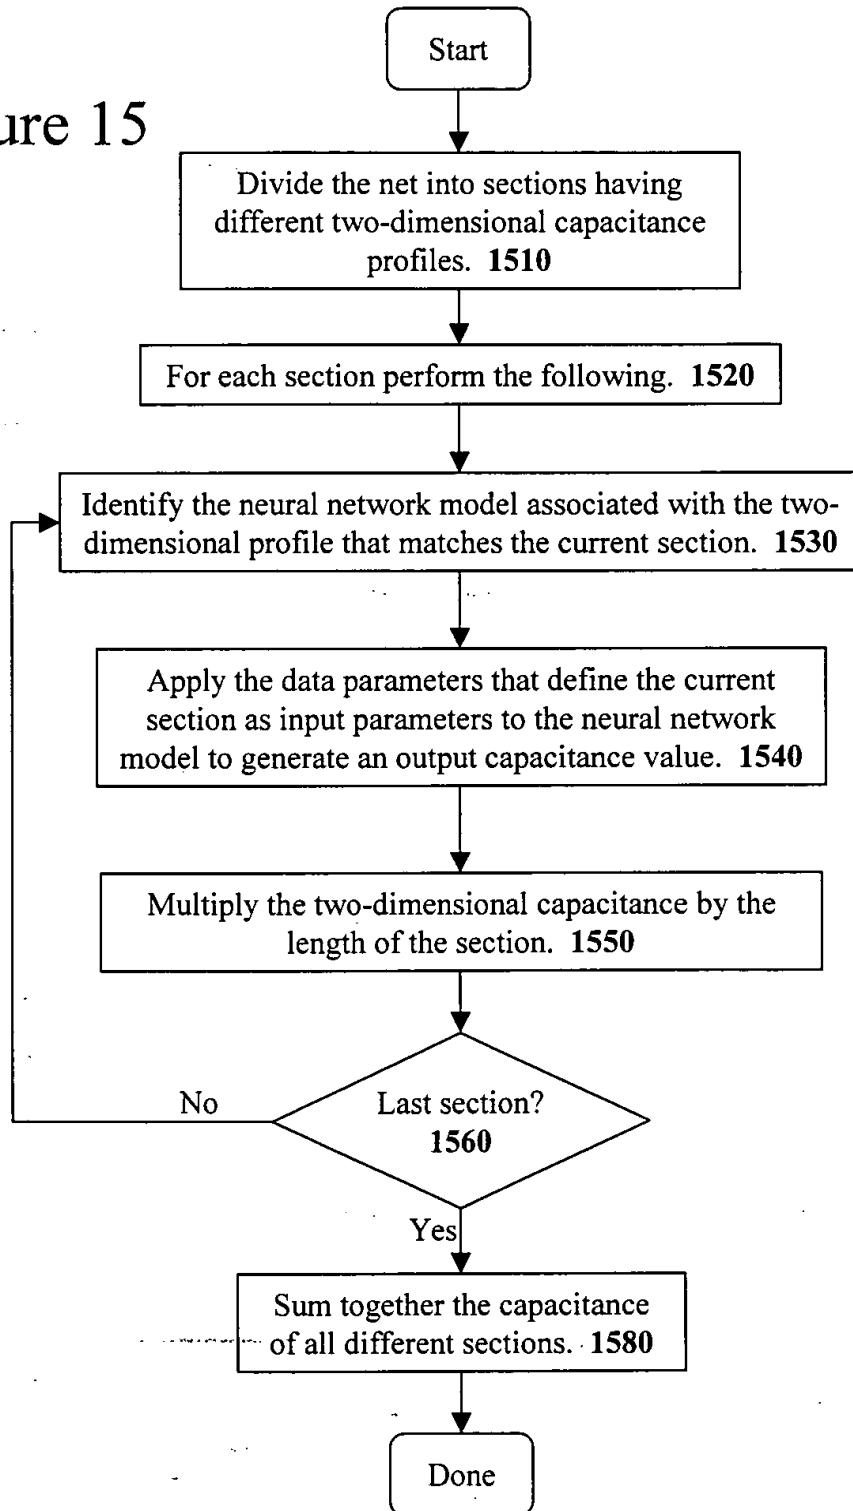 Start
ure 15
Divide the net into sections having
different two-dimensional capacitance
profiles. 1510
For each section perform the following. 1520
Identify the neural network model associated with the two-
dimensional profile that matches the current section. 1530
Apply the data parameters that define the current
section as input parameters to the neural network
model to generate an output capacitance value. 1540
Multiply the two-dimensional capacitance by the
length of the section. 1550
No
Last section?
1560
Yes
Sum together the capacitance
of all different sections. 1580
Done